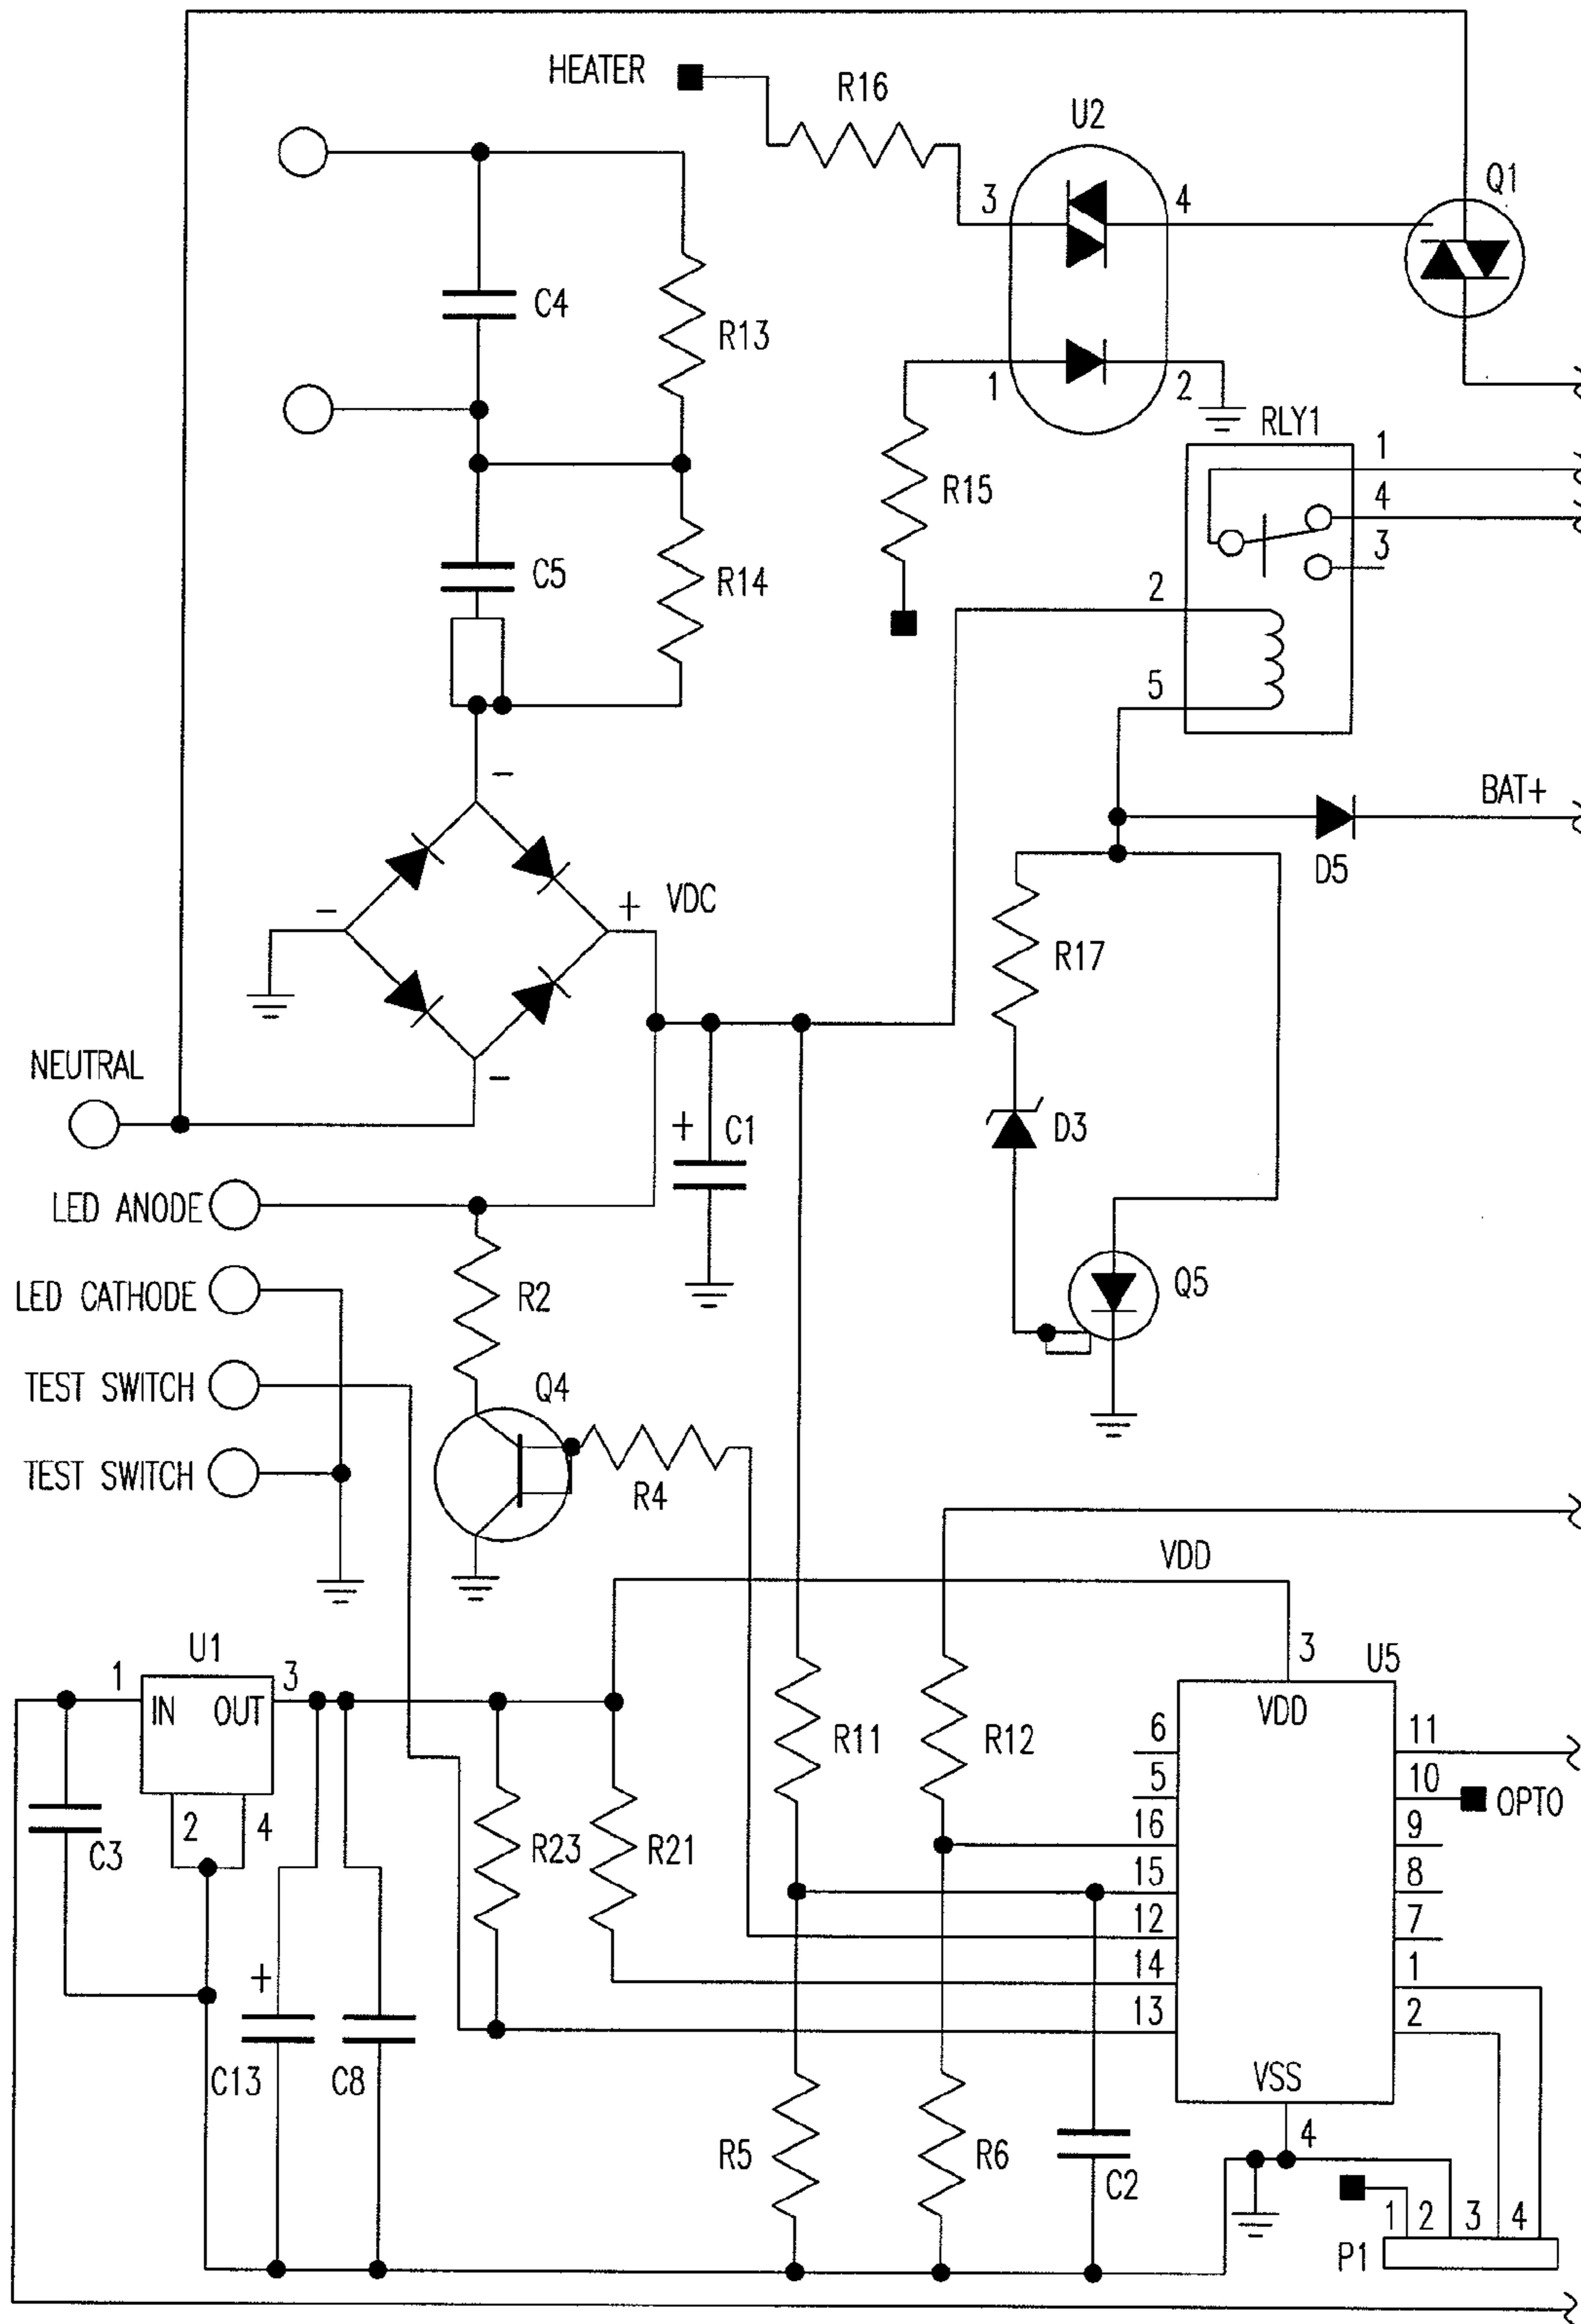 HEATER
R16
U2
Q1
3
4
C4
R13
1
2
RLY1
1
R15
4
3
C5
R14
2
5
−
BAT+
D5
−
+
VDC
R17
NEUTRAL
−
+
C1
D3
LED ANODE
LED CATHODE
R2
Q5
TEST SWITCH
Q4
TEST SWITCH
R4
VDD
U1
3
U5
1
3
IN
OUT
VDD
6
11
R11
R12
5
10
OPTO
2
4
16
9
C3
R23
R21
15
8
12
7
+
14
1
13
2
C13
C8
VSS
4
R5
R6
C2
1
2
3
4
P1